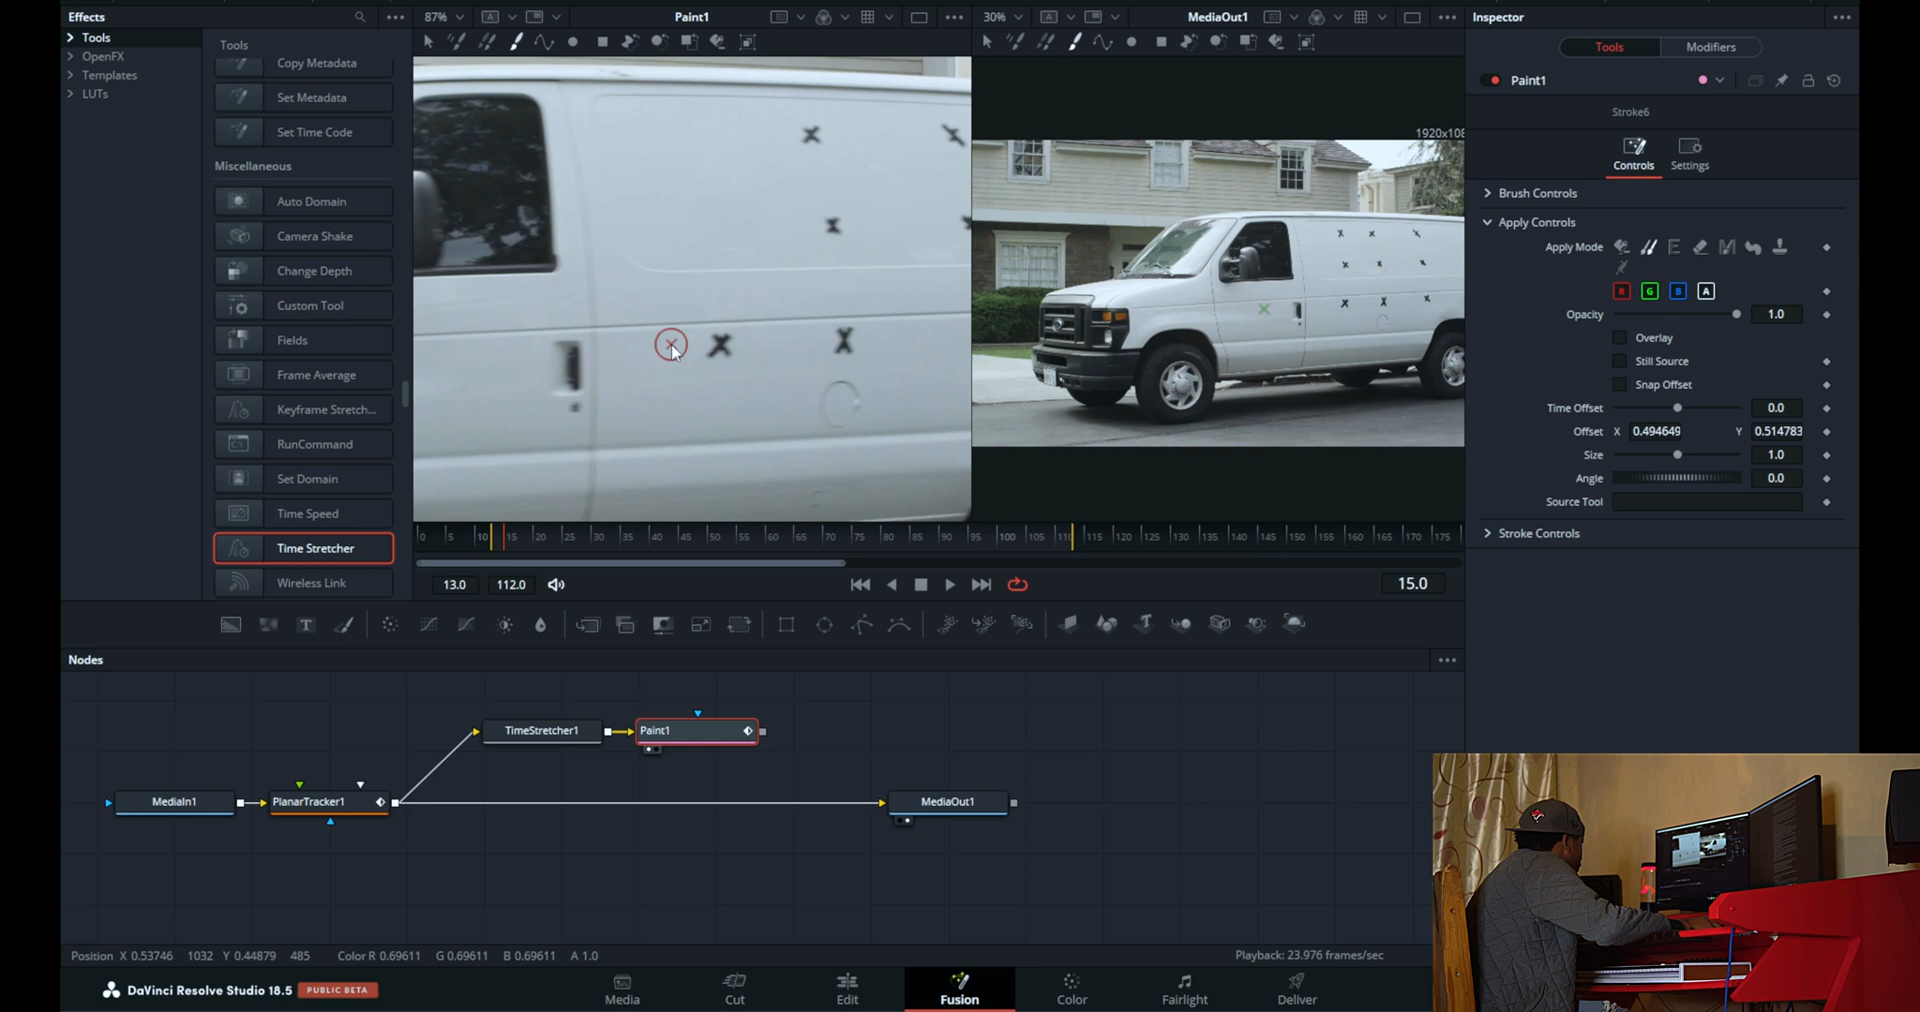 Effects
87%
Paint1
30%
MediaOut1
Inspector
Tools
OpenFX
Templates
LUTs
Tools
Copy Metadata
Set Metadata
Set Time Code
Miscellaneous
Auto Domain
Camera Shake
Change Depth
Custom Tool
Fields
Frame Average
Keyframe Stretch...
RunCommand
Set Domain
Time Speed
Time Stretcher
Wireless Link
1920x108
Tools
Modifiers
Paint1
Stroke6
Controls
Settings
Brush Controls
Apply Controls
Apply Mode
R G B A
Opacity 1.0
Overlay
Still Source
Snap Offset
Time Offset 0.0
Offset X 0.494649 Y 0.514783
Size 1.0
Angle 0.0
Source Tool
Stroke Controls
0 5 10 15 20 25 30 35 40 45 50 55 60 65 70 75 80 85 90 95 100 105 110 115 120 125 130 135 140 145 150 155 160 165 170 175
13.0 112.0
15.0
Nodes
TimeStretcher1
Paint1
MediaIn1
PlanarTracker1
MediaOut1
Position X 0.53746 1032 Y 0.44879 485 Color R 0.69611 G 0.69611 B 0.69611 A 1.0
Playback: 23.976 frames/sec
DaVinci Resolve Studio 18.5 PUBLIC BETA
Media
Cut
Edit
Fusion
Color
Fairlight
Deliver